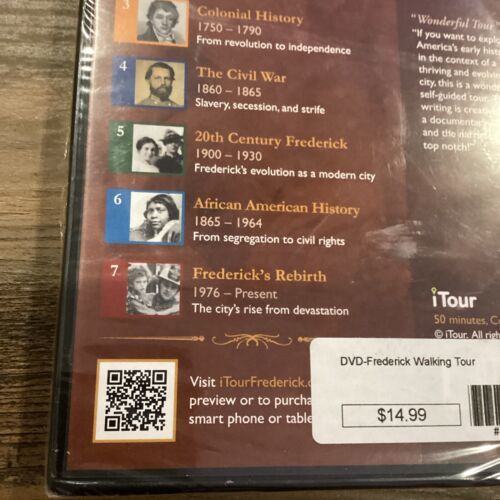 3
Colonial History
1750 – 1790
From revolution to independence
4
The Civil War
1860 – 1865
Slavery, secession, and strife
5
20th Century Frederick
1900 – 1930
Frederick's evolution as a modern city
6
African American History
1865 – 1964
From segregation to civil rights
7
Frederick's Rebirth
1976 – Present
The city's rise from devastation
Visit iTourFrederick.c
preview or to purcha
smart phone or table
"Wonderful Tour"
"If you want to explo
America's early hist
in the context of a
thriving and evolvi
city, this is a wonde
self-guided tour. T
writing is creativ
a documentar
and the narra
top notch!"
iTour
50 minutes, Co
© iTour. All righ
DVD-Frederick Walking Tour
$14.99
#